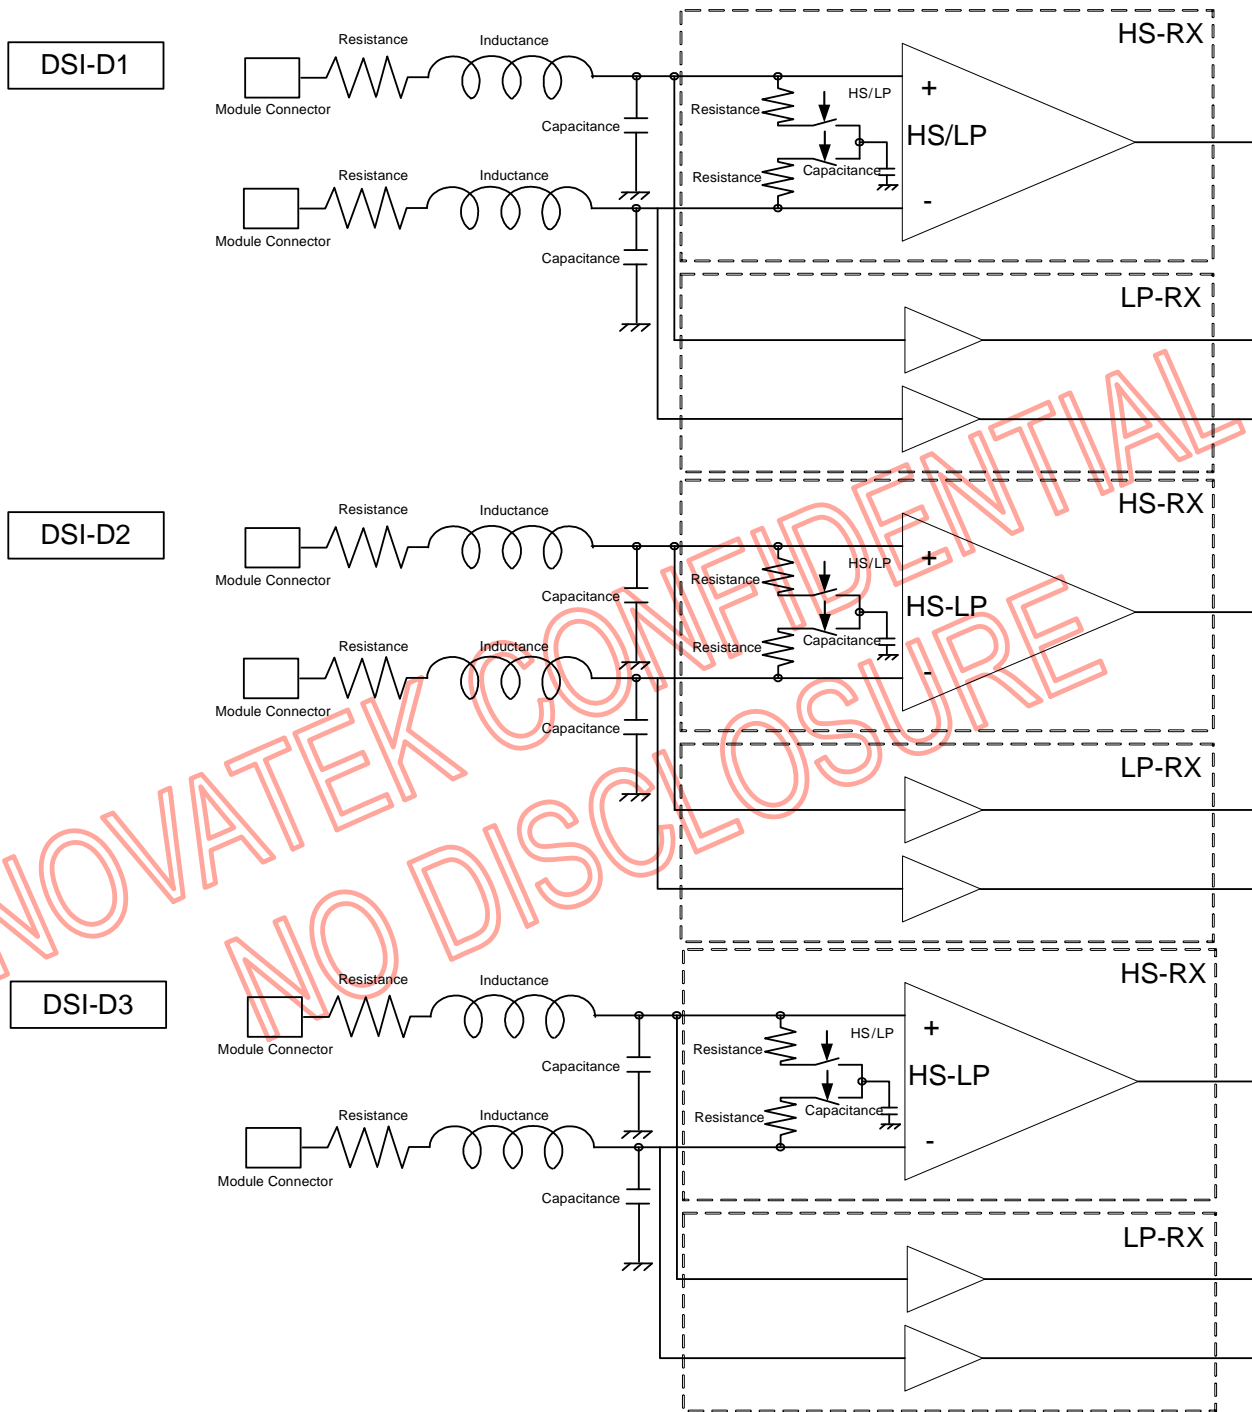 DSI-D1
Resistance
Inductance
HS-RX
Module Connector
Capacitance
Resistance
HS/LP
+
HS/LP
Resistance
Inductance
Resistance
Capacitance
-
Module Connector
Capacitance
LP-RX
DSI-D2
Resistance
Inductance
HS-RX
Module Connector
Capacitance
Resistance
HS/LP
+
HS-LP
Resistance
Inductance
Resistance
Capacitance
-
Module Connector
Capacitance
LP-RX
NOVATEK CONFIDENTIAL
NO DISCLOSURE
DSI-D3
Resistance
Inductance
HS-RX
Module Connector
Capacitance
Resistance
HS/LP
+
HS-LP
Resistance
Inductance
Resistance
Capacitance
-
Module Connector
Capacitance
LP-RX